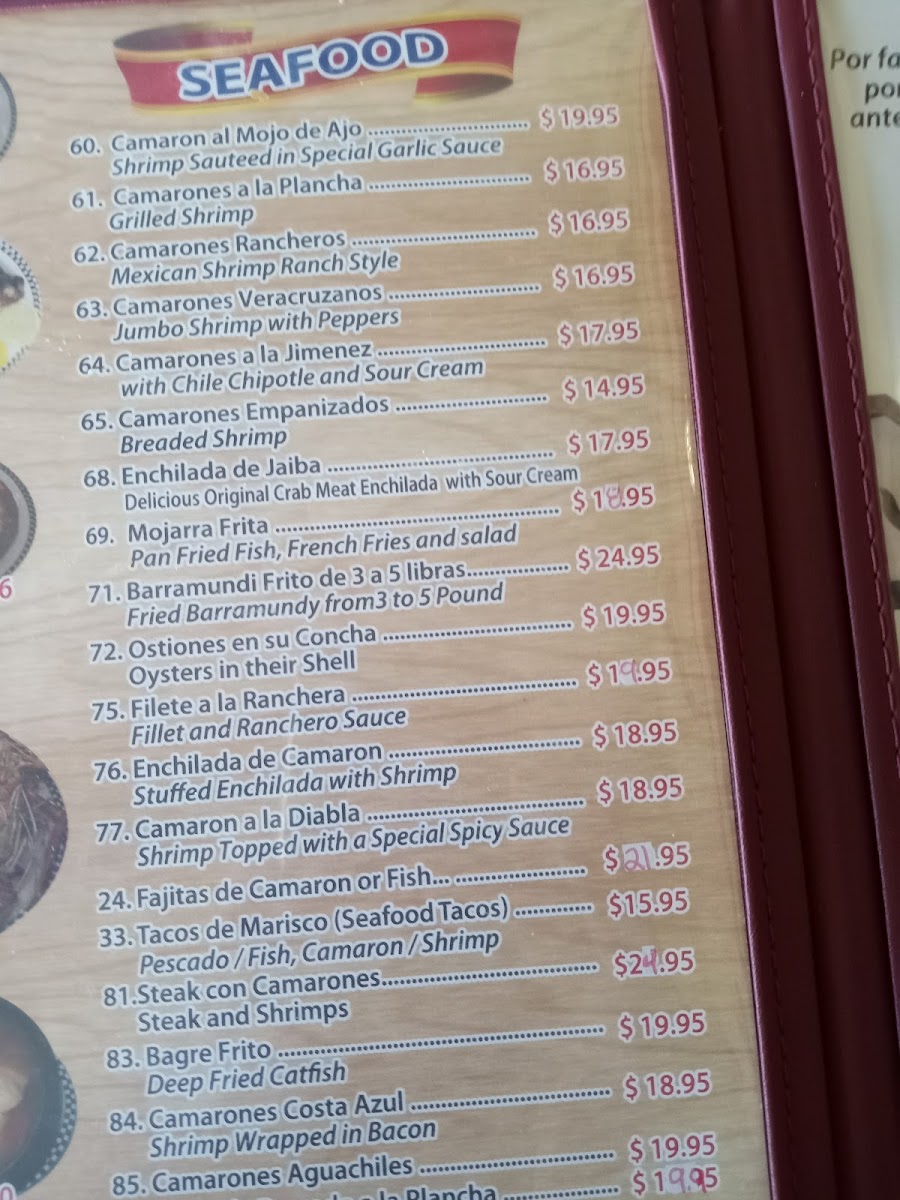 SEAFOOD
60. Camaron al Mojo de Ajo ........................... $ 19.95
Shrimp Sauteed in Special Garlic Sauce
61. Camarones a la Plancha ........................... $ 16.95
Grilled Shrimp
62. Camarones Rancheros ........................... $ 16.95
Mexican Shrimp Ranch Style
63. Camarones Veracruzanos ........................... $ 16.95
Jumbo Shrimp with Peppers
64. Camarones a la Jimenez ........................... $ 17.95
with Chile Chipotle and Sour Cream
65. Camarones Empanizados ........................... $ 14.95
Breaded Shrimp
68. Enchilada de Jaiba ........................... $ 17.95
Delicious Original Crab Meat Enchilada with Sour Cream
69. Mojarra Frita ........................... $ 18.95
Pan Fried Fish, French Fries and salad
71. Barramundi Frito de 3 a 5 libras.................. $ 24.95
Fried Barramundy from3 to 5 Pound
72. Ostiones en su Concha ........................... $ 19.95
Oysters in their Shell
75. Filete a la Ranchera ........................... $ 19.95
Fillet and Ranchero Sauce
76. Enchilada de Camaron ........................... $ 18.95
Stuffed Enchilada with Shrimp
77. Camaron a la Diabla ........................... $ 18.95
Shrimp Topped with a Special Spicy Sauce
24. Fajitas de Camaron or Fish... .................. $ 21.95
33. Tacos de Marisco (Seafood Tacos) ............ $15.95
Pescado / Fish, Camaron / Shrimp
81.Steak con Camarones........................... $24.95
Steak and Shrimps
83. Bagre Frito ........................... $ 19.95
Deep Fried Catfish
84. Camarones Costa Azul ........................... $ 18.95
Shrimp Wrapped in Bacon
85. Camarones Aguachiles ........................... $ 19.95
la Plancha .................. $ 19.95
Por fa
po
ante
6
0